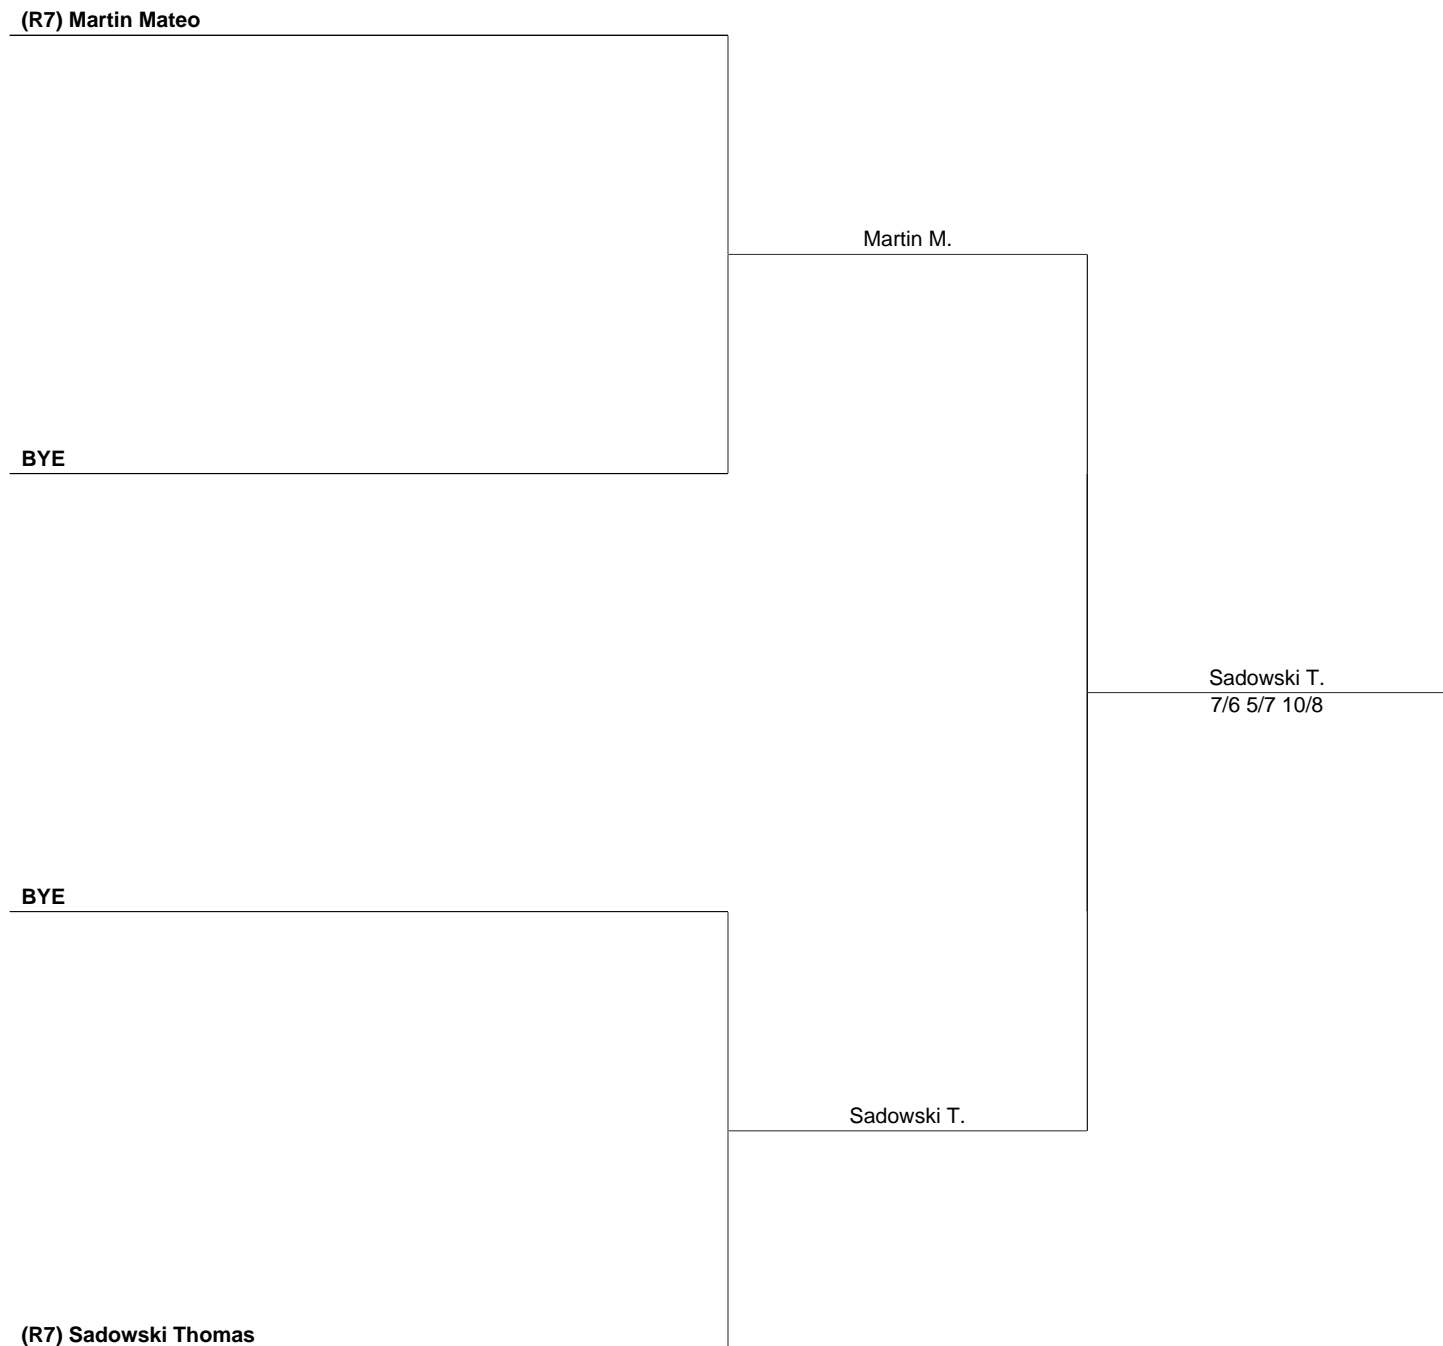 (R7) Martin Mateo
Martin M.
BYE
Sadowski T.
7/6 5/7 10/8
BYE
Sadowski T.
(R7) Sadowski Thomas